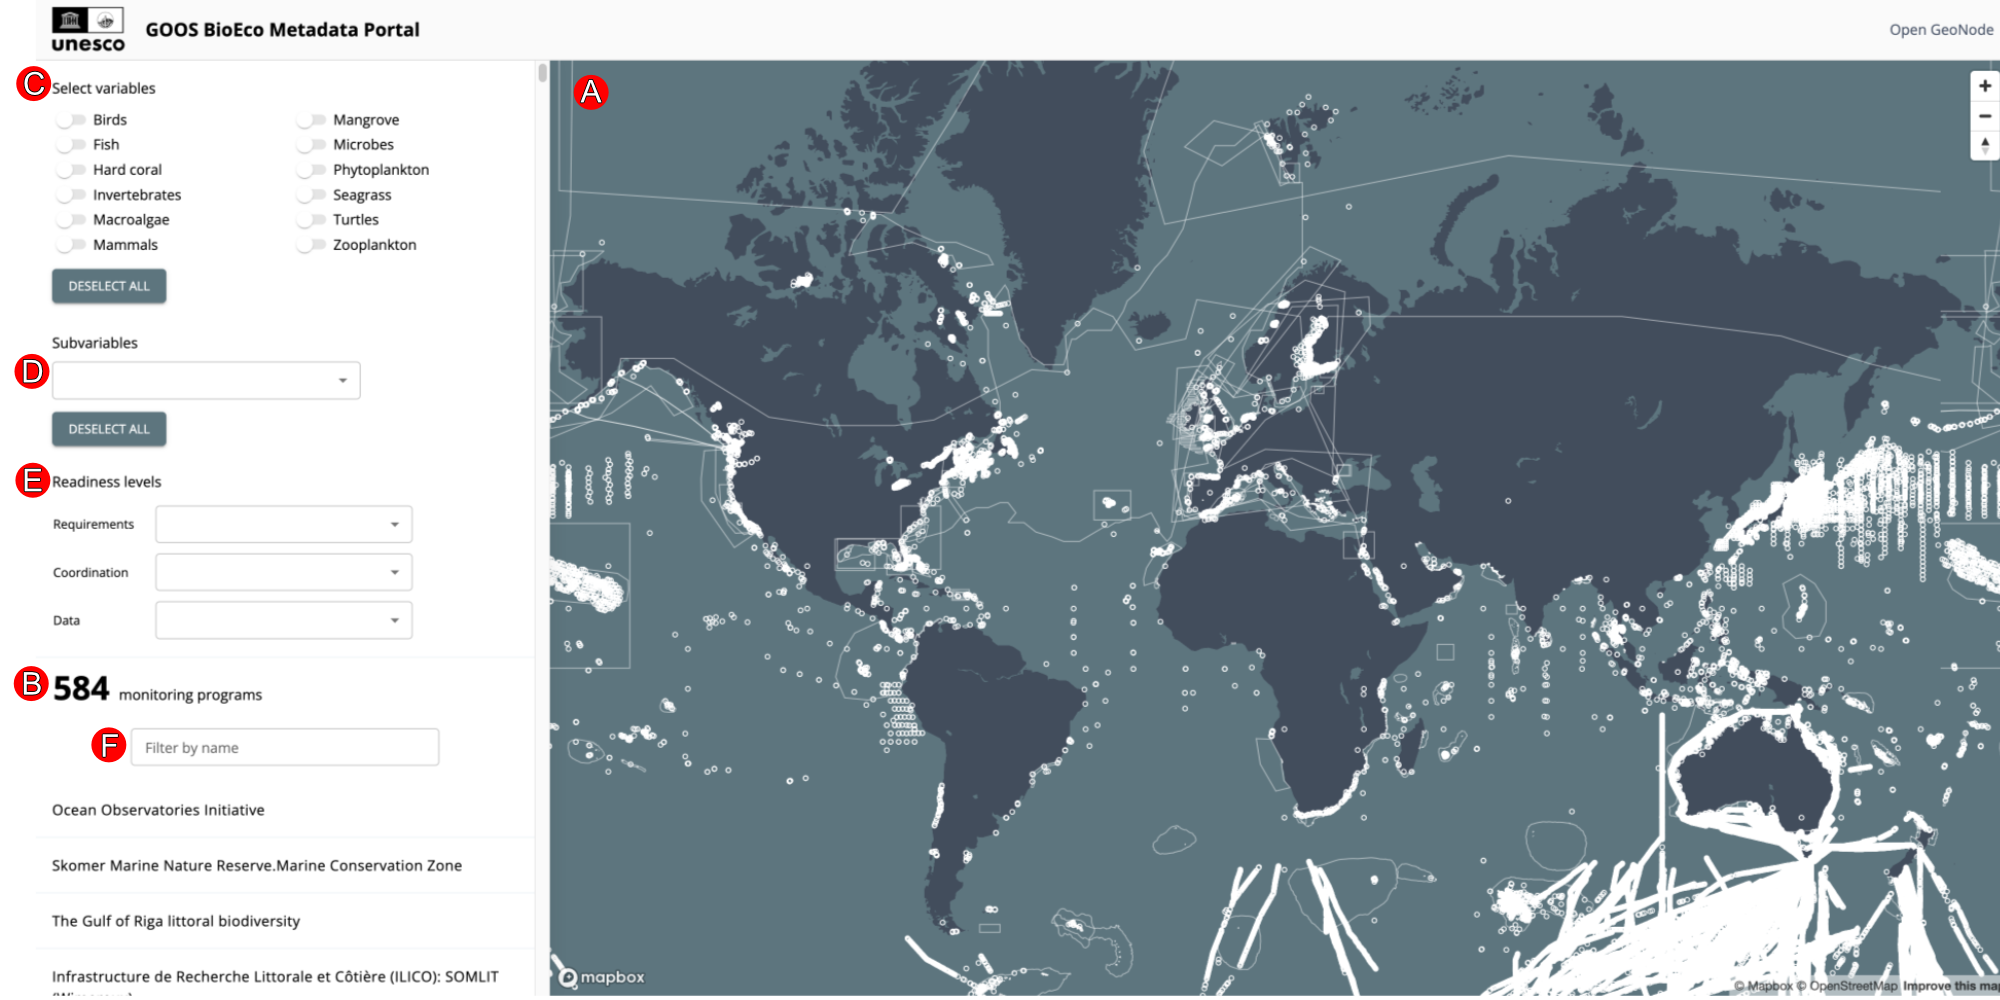 unesco
GOOS BioEco Metadata Portal
Open GeoNode
C
Select variables
A
Birds
Mangrove
Fish
Microbes
Hard coral
Phytoplankton
Invertebrates
Seagrass
Macroalgae
Turtles
Mammals
Zooplankton
DESELECT ALL
Subvariables
D
DESELECT ALL
E
Readiness levels
Requirements
Coordination
Data
B
584 monitoring programs
F
Filter by name
Ocean Observatories Initiative
Skomer Marine Nature Reserve.Marine Conservation Zone
The Gulf of Riga littoral biodiversity
Infrastructure de Recherche Littorale et Côtière (ILICO): SOMLIT
mapbox
© Mapbox © OpenStreetMap Improve this map